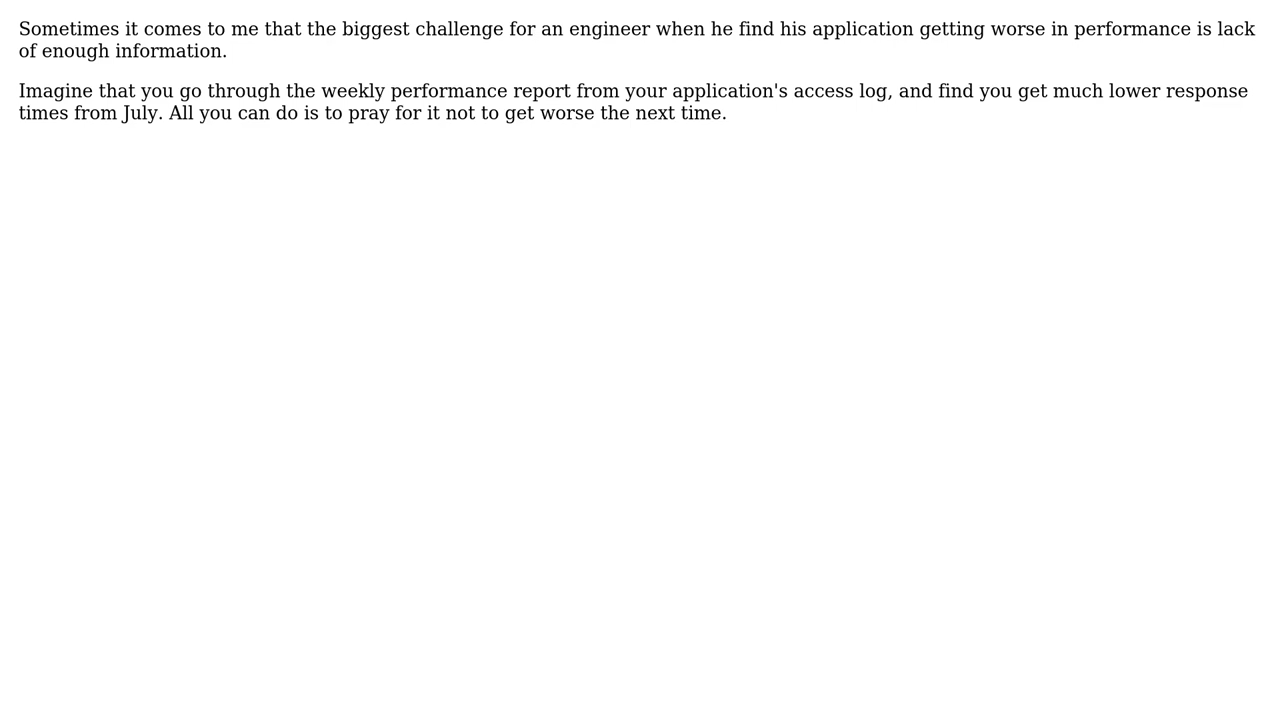 Sometimes it comes to me that the biggest challenge for an engineer when he find his application getting worse in performance is lack
of enough information.
Imagine that you go through the weekly performance report from your application's access log, and find you get much lower response
times from July. All you can do is to pray for it not to get worse the next time.